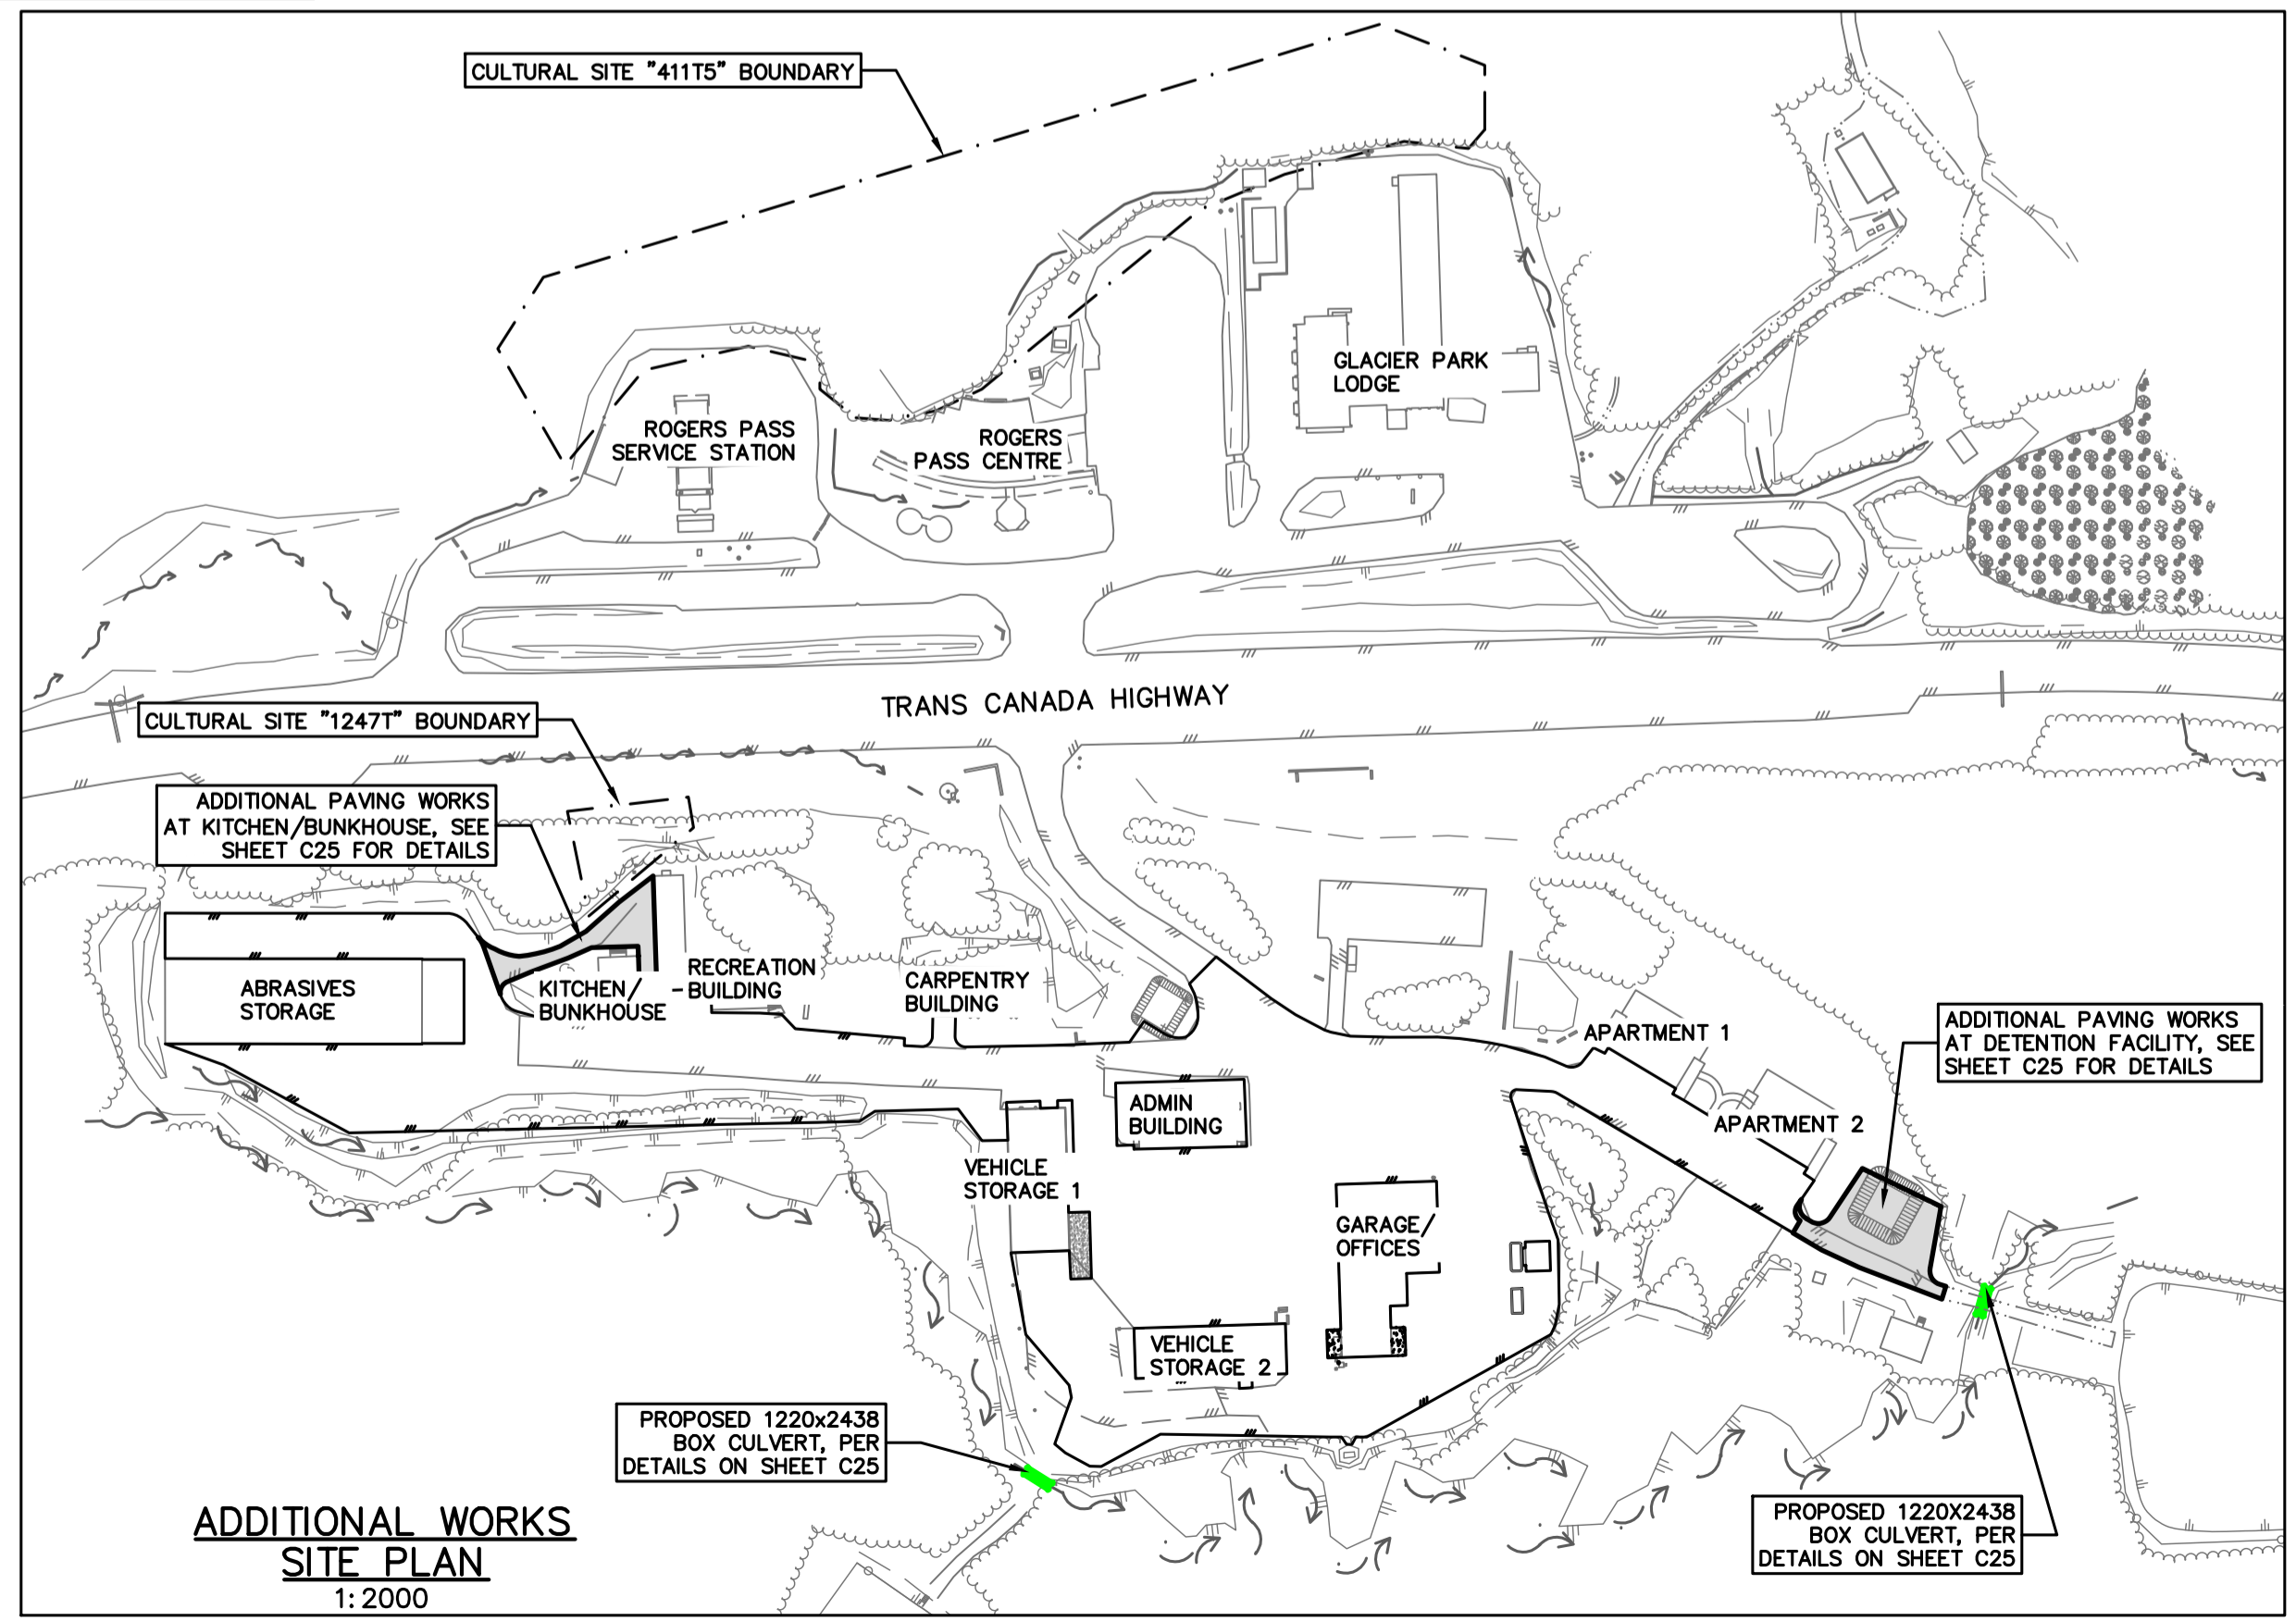 CULTURAL SITE "411T5" BOUNDARY
GLACIER PARK
LODGE
ROGERS PASS
SERVICE STATION
ROGERS
PASS CENTRE
TRANS CANADA HIGHWAY
CULTURAL SITE "1247T" BOUNDARY
ADDITIONAL PAVING WORKS
AT KITCHEN/BUNKHOUSE, SEE
SHEET C25 FOR DETAILS
ABRASIVES
STORAGE
KITCHEN/
BUNKHOUSE
RECREATION
BUILDING
CARPENTRY
BUILDING
APARTMENT 1
ADDITIONAL PAVING WORKS
AT DETENTION FACILITY, SEE
SHEET C25 FOR DETAILS
ADMIN
BUILDING
APARTMENT 2
VEHICLE
STORAGE 1
GARAGE/
OFFICES
VEHICLE
STORAGE 2
PROPOSED 1220x2438
BOX CULVERT, PER
DETAILS ON SHEET C25
PROPOSED 1220X2438
BOX CULVERT, PER
DETAILS ON SHEET C25
ADDITIONAL WORKS
SITE PLAN
1:2000